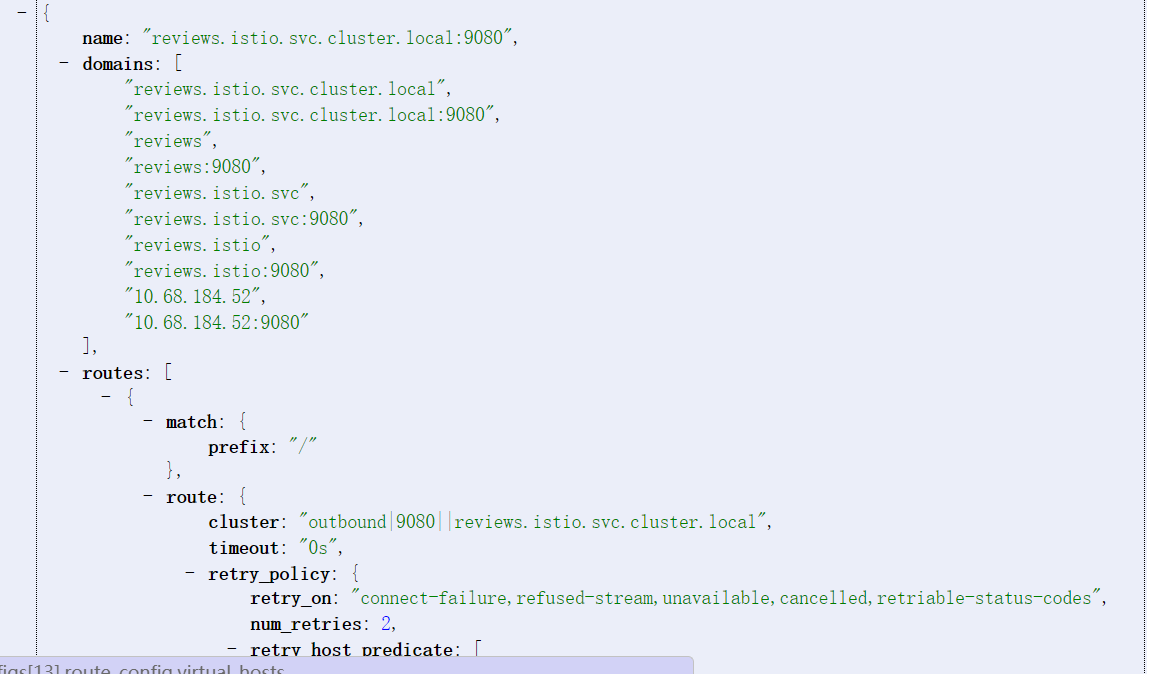 - {
name: "reviews.istio.svc.cluster.local:9080",
- domains: [
"reviews.istio.svc.cluster.local",
"reviews.istio.svc.cluster.local:9080",
"reviews",
"reviews:9080",
"reviews.istio.svc",
"reviews.istio.svc:9080",
"reviews.istio",
"reviews.istio:9080",
"10.68.184.52",
"10.68.184.52:9080"
],
- routes: [
- {
- match: {
prefix: "/"
},
- route: {
cluster: "outbound|9080||reviews.istio.svc.cluster.local",
timeout: "0s",
- retry_policy: {
retry_on: "connect-failure,refused-stream,unavailable,cancelled,retriable-status-codes",
num_retries: 2,
- retry_host_predicate: [
figs[13].route_config.virtual_hosts